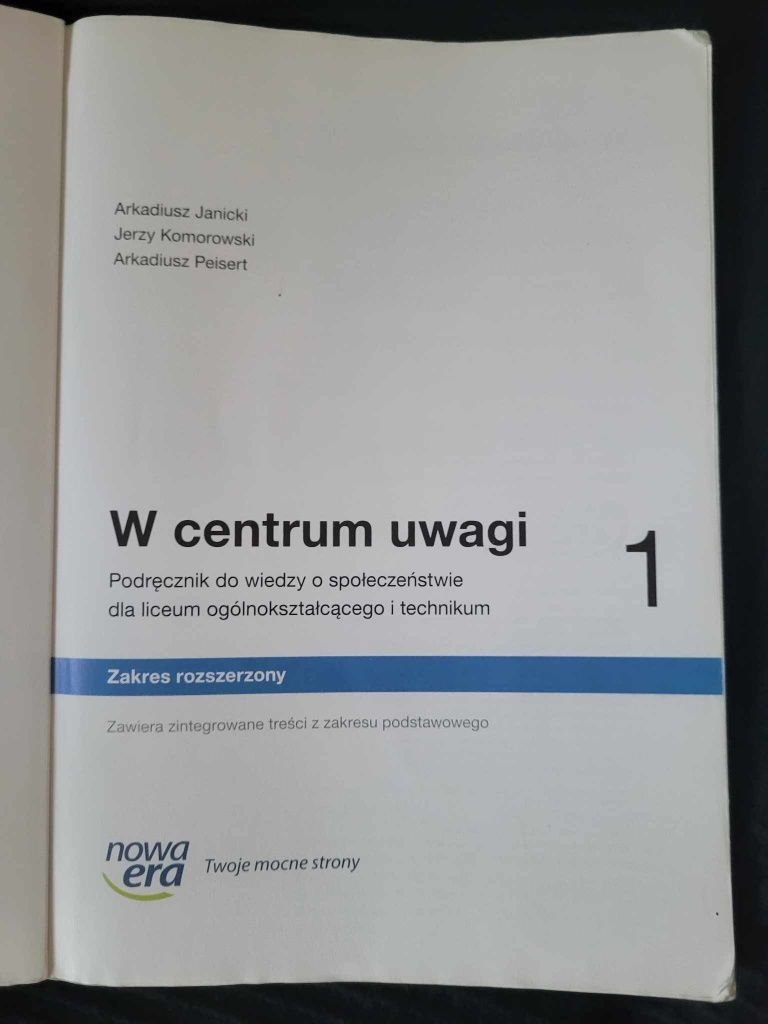 Arkadiusz Janicki
Jerzy Komorowski
Arkadiusz Peisert
W centrum uwagi 1
Podręcznik do wiedzy o społeczeństwie
dla liceum ogólnokształcącego i technikum
Zakres rozszerzony
Zawiera zintegrowane treści z zakresu podstawowego
nowa
era Twoje mocne strony